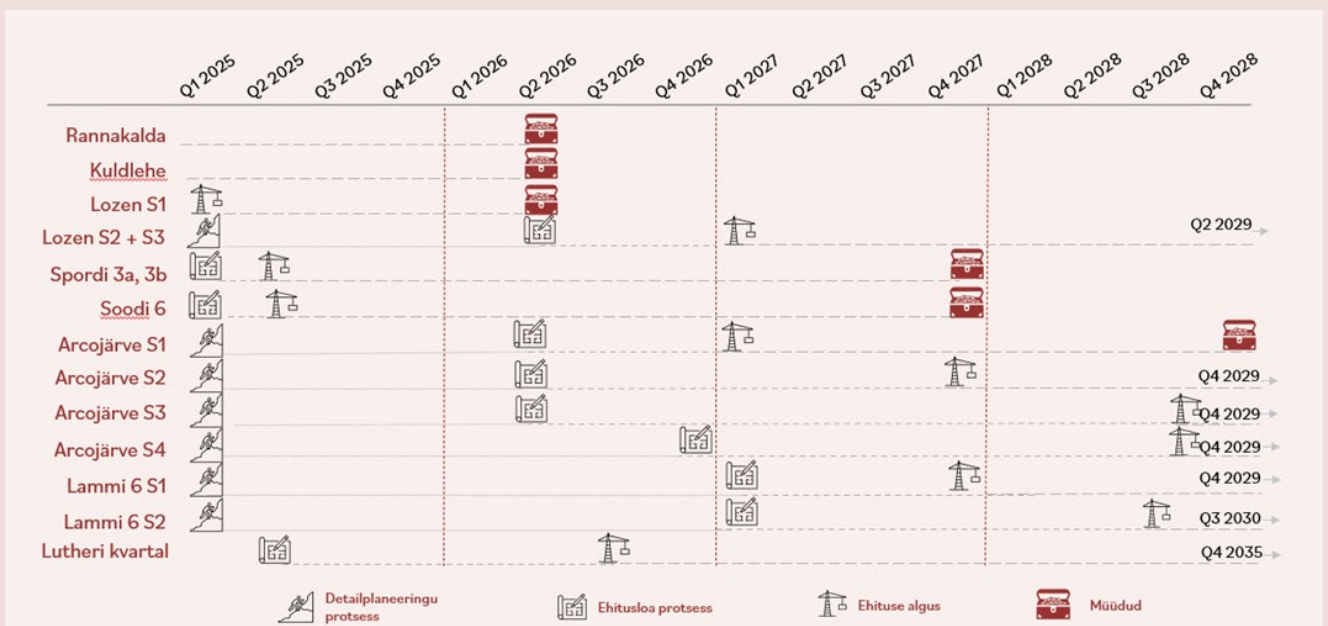 Q1 2025 Q2 2025 Q3 2025 Q4 2025 Q1 2026 Q2 2026 Q3 2026 Q4 2026 Q1 2027 Q2 2027 Q3 2027 Q4 2027 Q1 2028 Q2 2028 Q3 2028 Q4 2028
Rannakalda
Kuldlehe
Lozen S1
Lozen S2 + S3 Q2 2029
Spordi 3a, 3b
Soodi 6
Arcojärve S1
Arcojärve S2 Q4 2029
Arcojärve S3 Q4 2029
Arcojärve S4 Q4 2029
Lammi 6 S1 Q4 2029
Lammi 6 S2 Q3 2030
Lutheri kvartal Q4 2035
Detailplaneeringu
protsess
Ehitusloa protsess
Ehituse algus
Müüdud